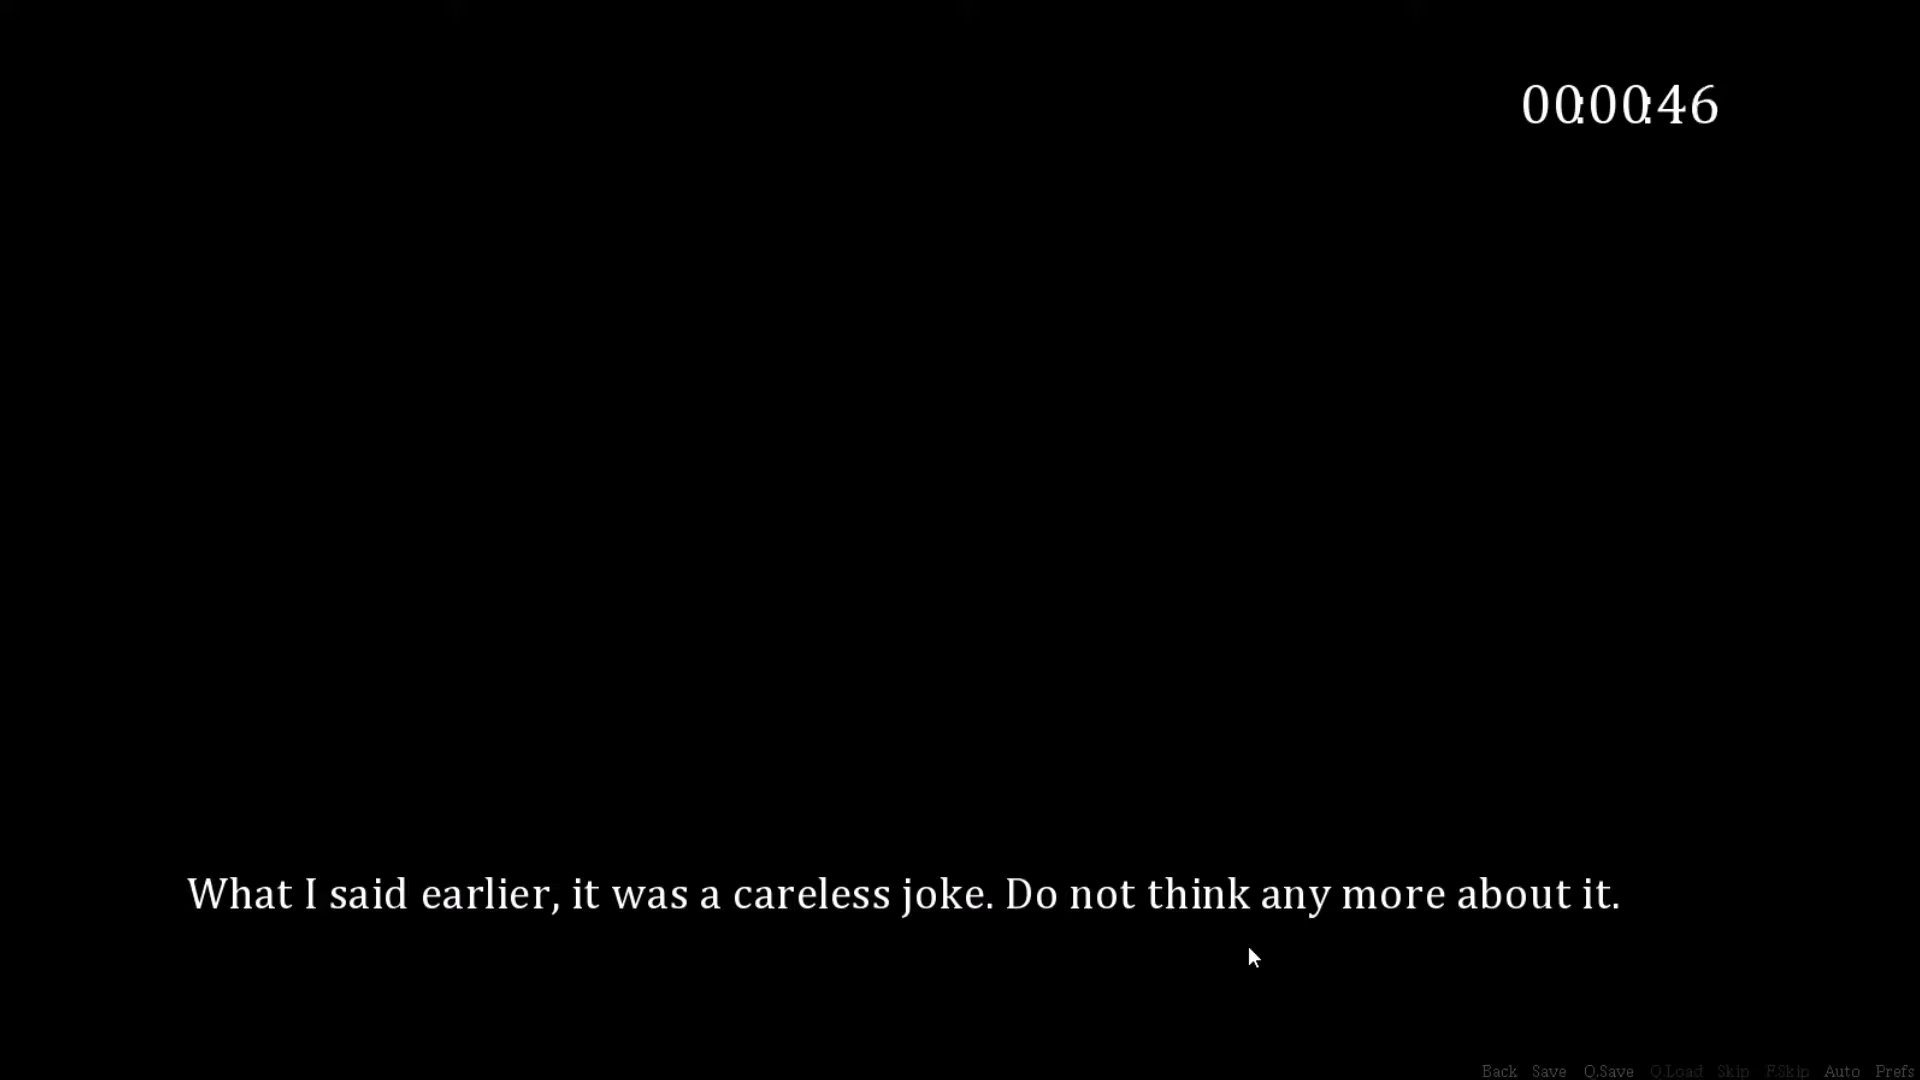 00:00:46
What I said earlier, it was a careless joke. Do not think any more about it.
Back Save Q.Save Q.Load Skip F.Skip Auto Prefs